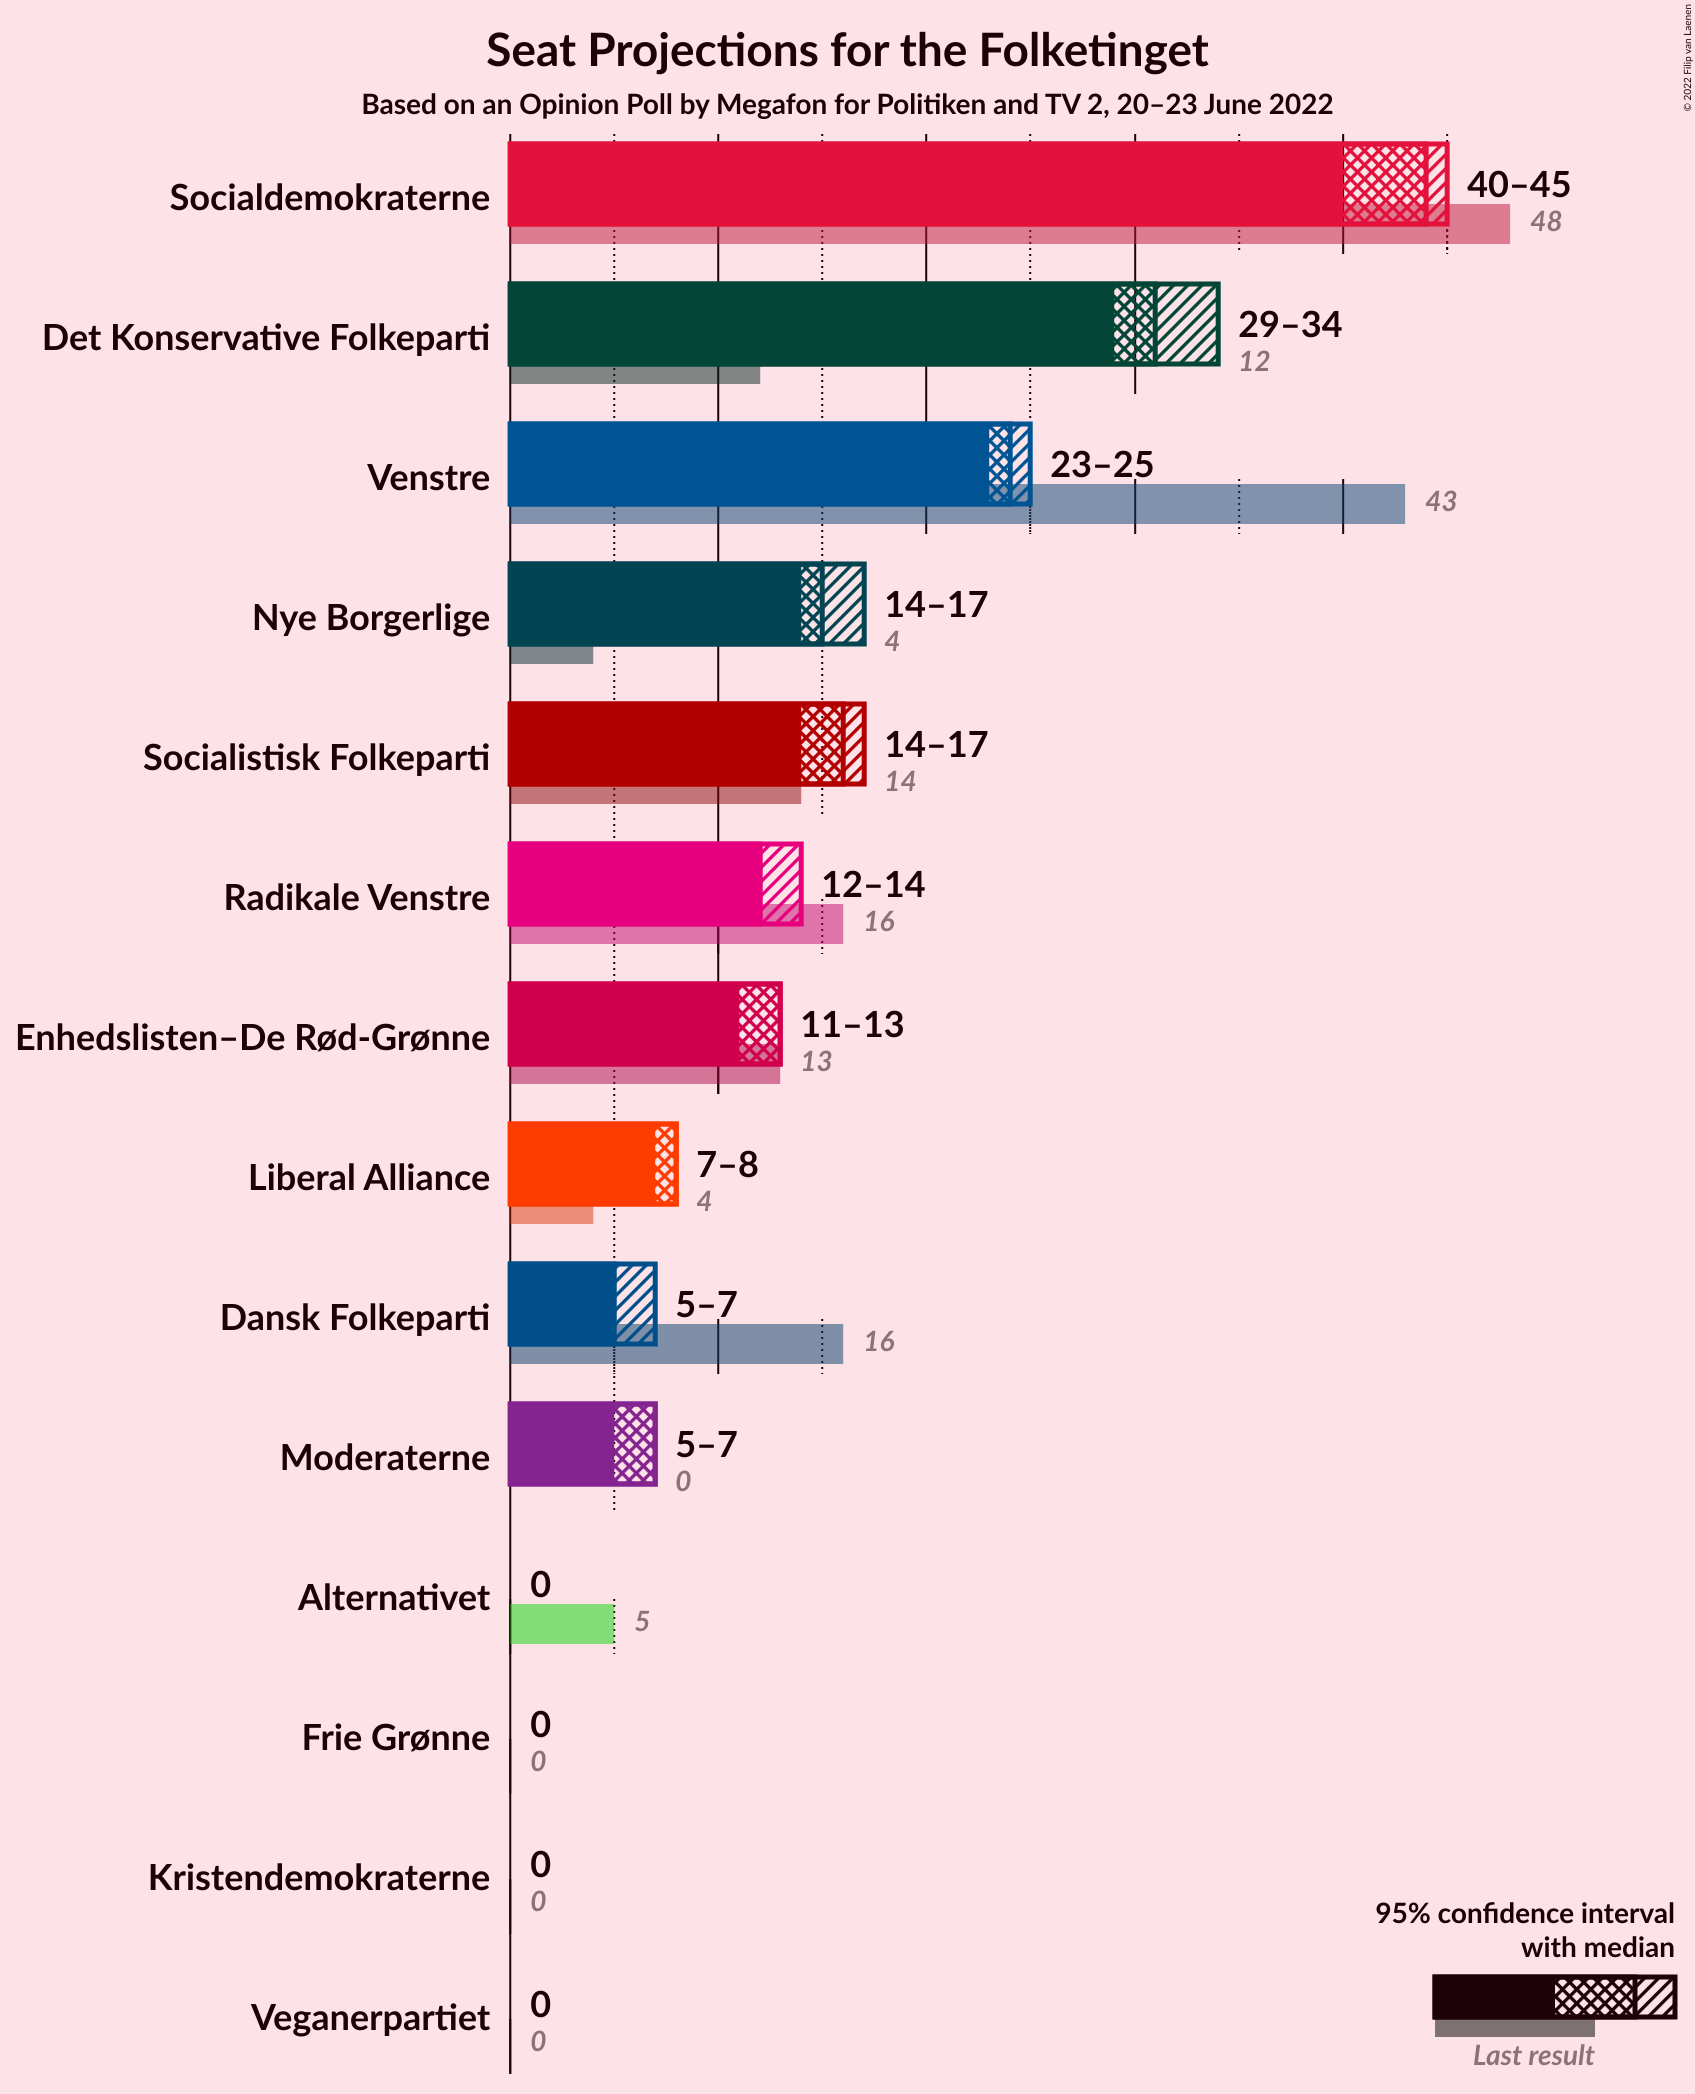 Seat Projections for the Folketinget
Based on an Opinion Poll by Megafon for Politiken and TV 2, 20–23 June 2022
© 2022 Filip van Laenen
Socialdemokraterne
40–45
48
Det Konservative Folkeparti
29–34
12
Venstre
23–25
43
Nye Borgerlige
14–17
4
Socialistisk Folkeparti
14–17
14
Radikale Venstre
12–14
16
Enhedslisten–De Rød-Grønne
11–13
13
Liberal Alliance
7–8
4
Dansk Folkeparti
5–7
16
Moderaterne
5–7
0
Alternativet
0
5
Frie Grønne
0
0
Kristendemokraterne
0
0
Veganerpartiet
0
0
95% confidence interval
with median
Last result